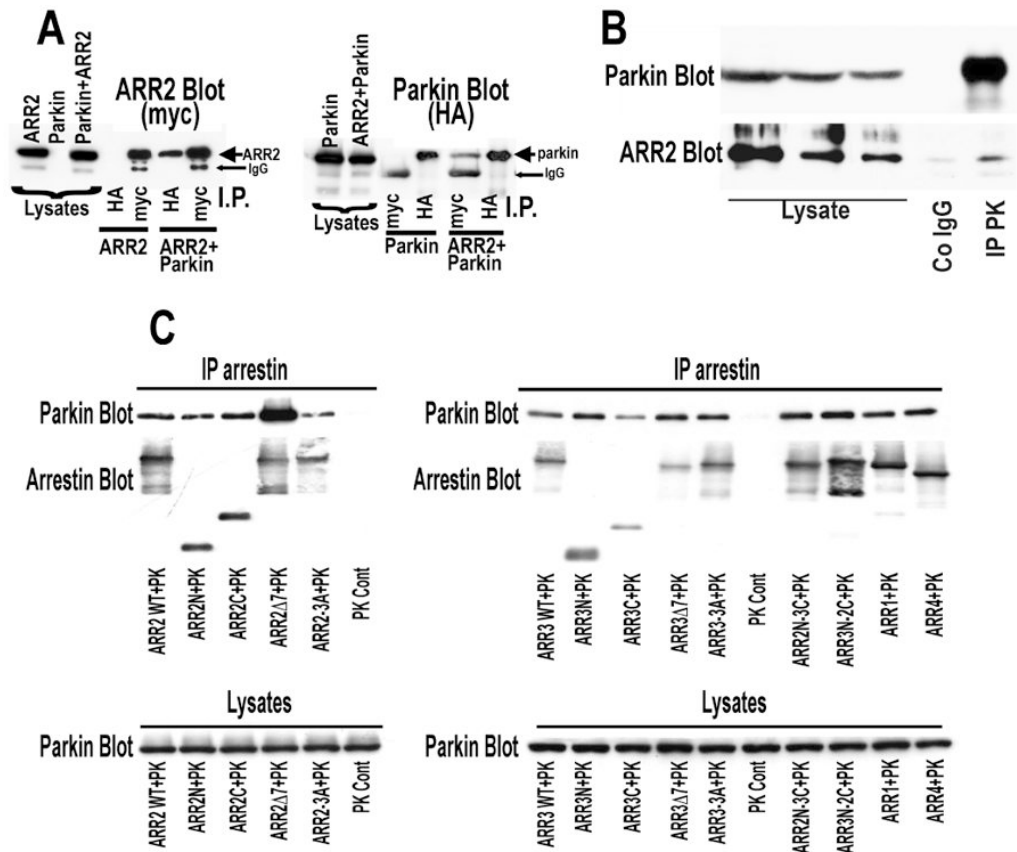 A
ARR2
Parkin
Parkin+ARR2
ARR2 Blot
(myc)
ARR2
IgG
Lysates
HA
myc
HA
myc
I.P.
ARR2
ARR2+
Parkin
Parkin
ARR2+Parkin
Parkin Blot
(HA)
parkin
IgG
Lysates
myc
HA
myc
HA
I.P.
Parkin
ARR2+
Parkin
B
Parkin Blot
ARR2 Blot
Lysate
Co IgG
IP PK
C
IP arrestin
Parkin Blot
Arrestin Blot
ARR2 WT+PK
ARR2N+PK
ARR2C+PK
ARR2Δ7+PK
ARR2-3A+PK
PK Cont
IP arrestin
Parkin Blot
Arrestin Blot
ARR3 WT+PK
ARR3N+PK
ARR3C+PK
ARR3Δ7+PK
ARR3-3A+PK
PK Cont
ARR2N-3C+PK
ARR3N-2C+PK
ARR1+PK
ARR4+PK
Lysates
Parkin Blot
ARR2 WT+PK
ARR2N+PK
ARR2C+PK
ARR2Δ7+PK
ARR2-3A+PK
PK Cont
Lysates
Parkin Blot
ARR3 WT+PK
ARR3N+PK
ARR3C+PK
ARR3Δ7+PK
ARR3-3A+PK
PK Cont
ARR2N-3C+PK
ARR3N-2C+PK
ARR1+PK
ARR4+PK